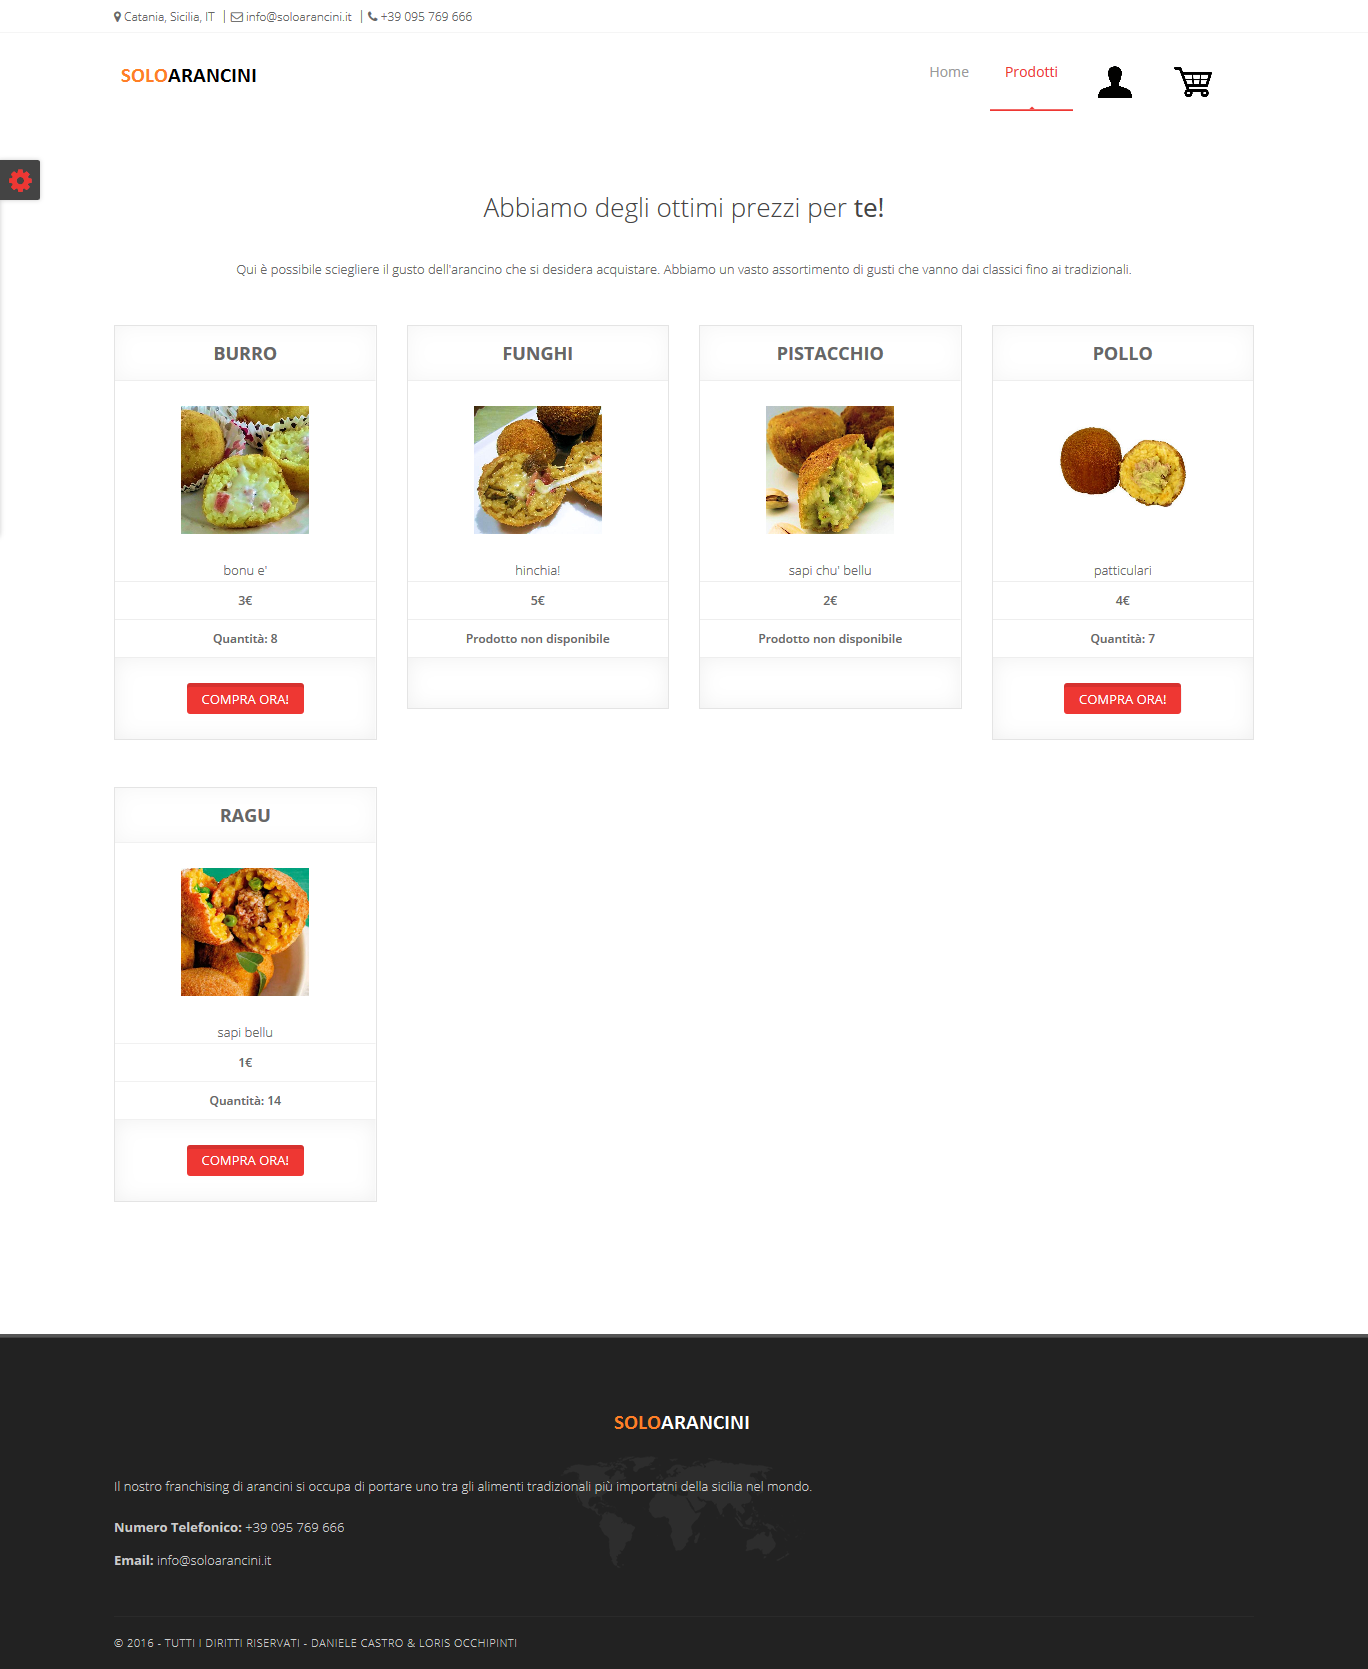 Catania, Sicilia, IT | info@soloarancini.it | +39 095 769 666
SOLOARANCINI
Home
Prodotti
Abbiamo degli ottimi prezzi per te!
Qui è possibile sciegliere il gusto dell'arancino che si desidera acquistare. Abbiamo un vasto assortimento di gusti che vanno dai classici fino ai tradizionali.
BURRO
bonu e'
3€
Quantità: 8
COMPRA ORA!
FUNGHI
hinchia!
5€
Prodotto non disponibile
PISTACCHIO
sapi chu' bellu
2€
Prodotto non disponibile
POLLO
patticulari
4€
Quantità: 7
COMPRA ORA!
RAGU
sapi bellu
1€
Quantità: 14
COMPRA ORA!
SOLOARANCINI
Il nostro franchising di arancini si occupa di portare uno tra gli alimenti tradizionali più importatni della sicilia nel mondo.
Numero Telefonico: +39 095 769 666
Email: info@soloarancini.it
© 2016 - TUTTI I DIRITTI RISERVATI - DANIELE CASTRO & LORIS OCCHIPINTI